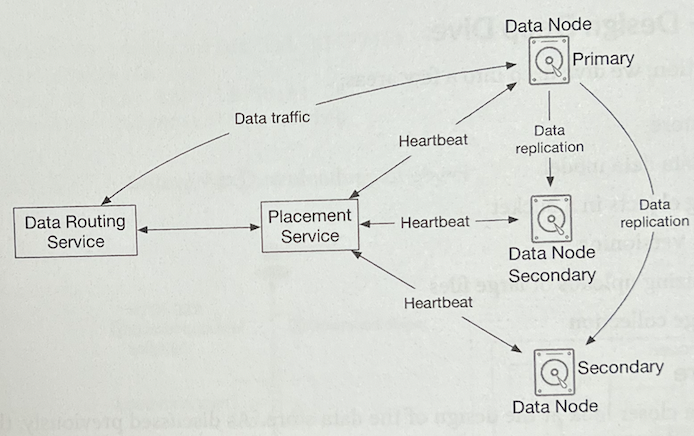 Data Node
Primary
Data traffic
Heartbeat
Data
replication
Data Routing
Service
Placement
Service
Heartbeat
Data Node
Secondary
Data
replication
Heartbeat
Secondary
Data Node